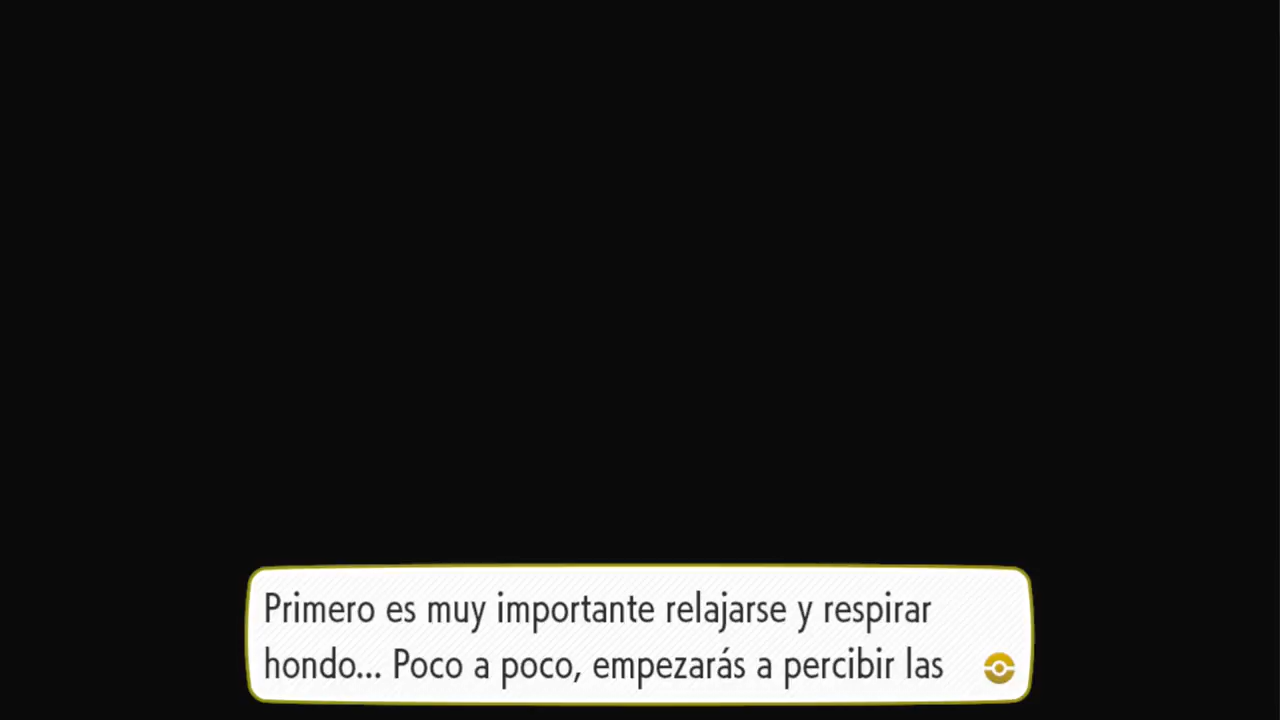 Primero es muy importante relajarse y respirar
hondo... Poco a poco, empezarás a percibir las